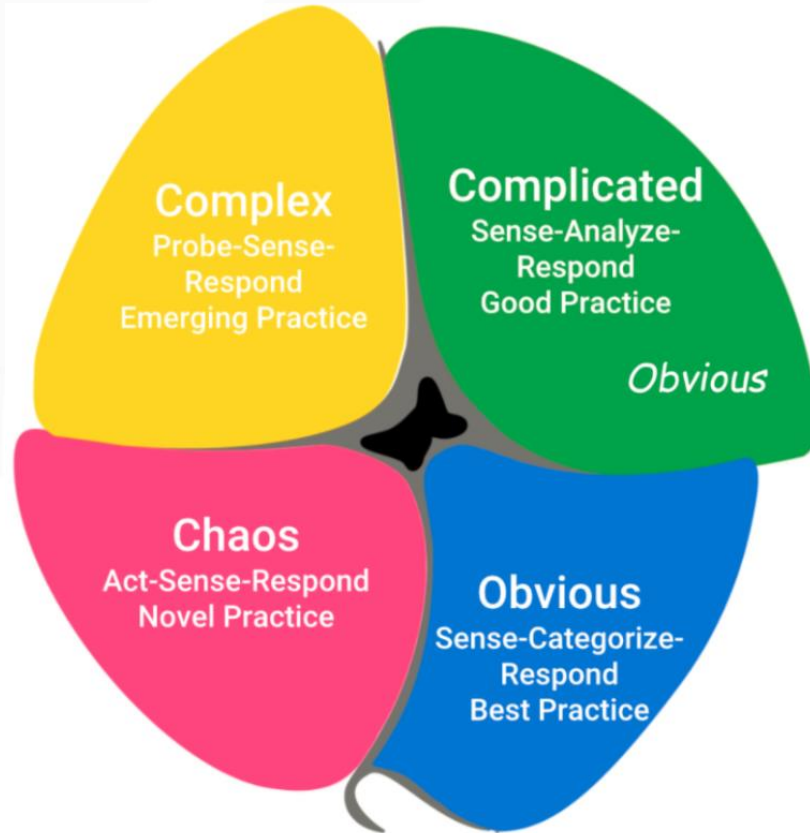 Complex
Probe-Sense-
Respond
Emerging Practice
Complicated
Sense-Analyze-
Respond
Good Practice
Obvious
Chaos
Act-Sense-Respond
Novel Practice
Obvious
Sense-Categorize-
Respond
Best Practice